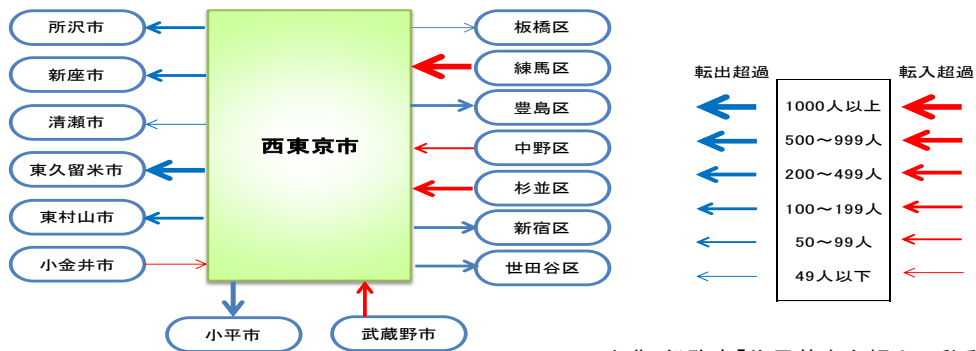 所沢市
新座市
清瀬市
東久留米市
東村山市
小金井市
西東京市
板橋区
練馬区
豊島区
中野区
杉並区
新宿区
世田谷区
小平市
武蔵野市
転出超過 転入超過
1000人以上
500～999人
200～499人
100～199人
50～99人
49人以下